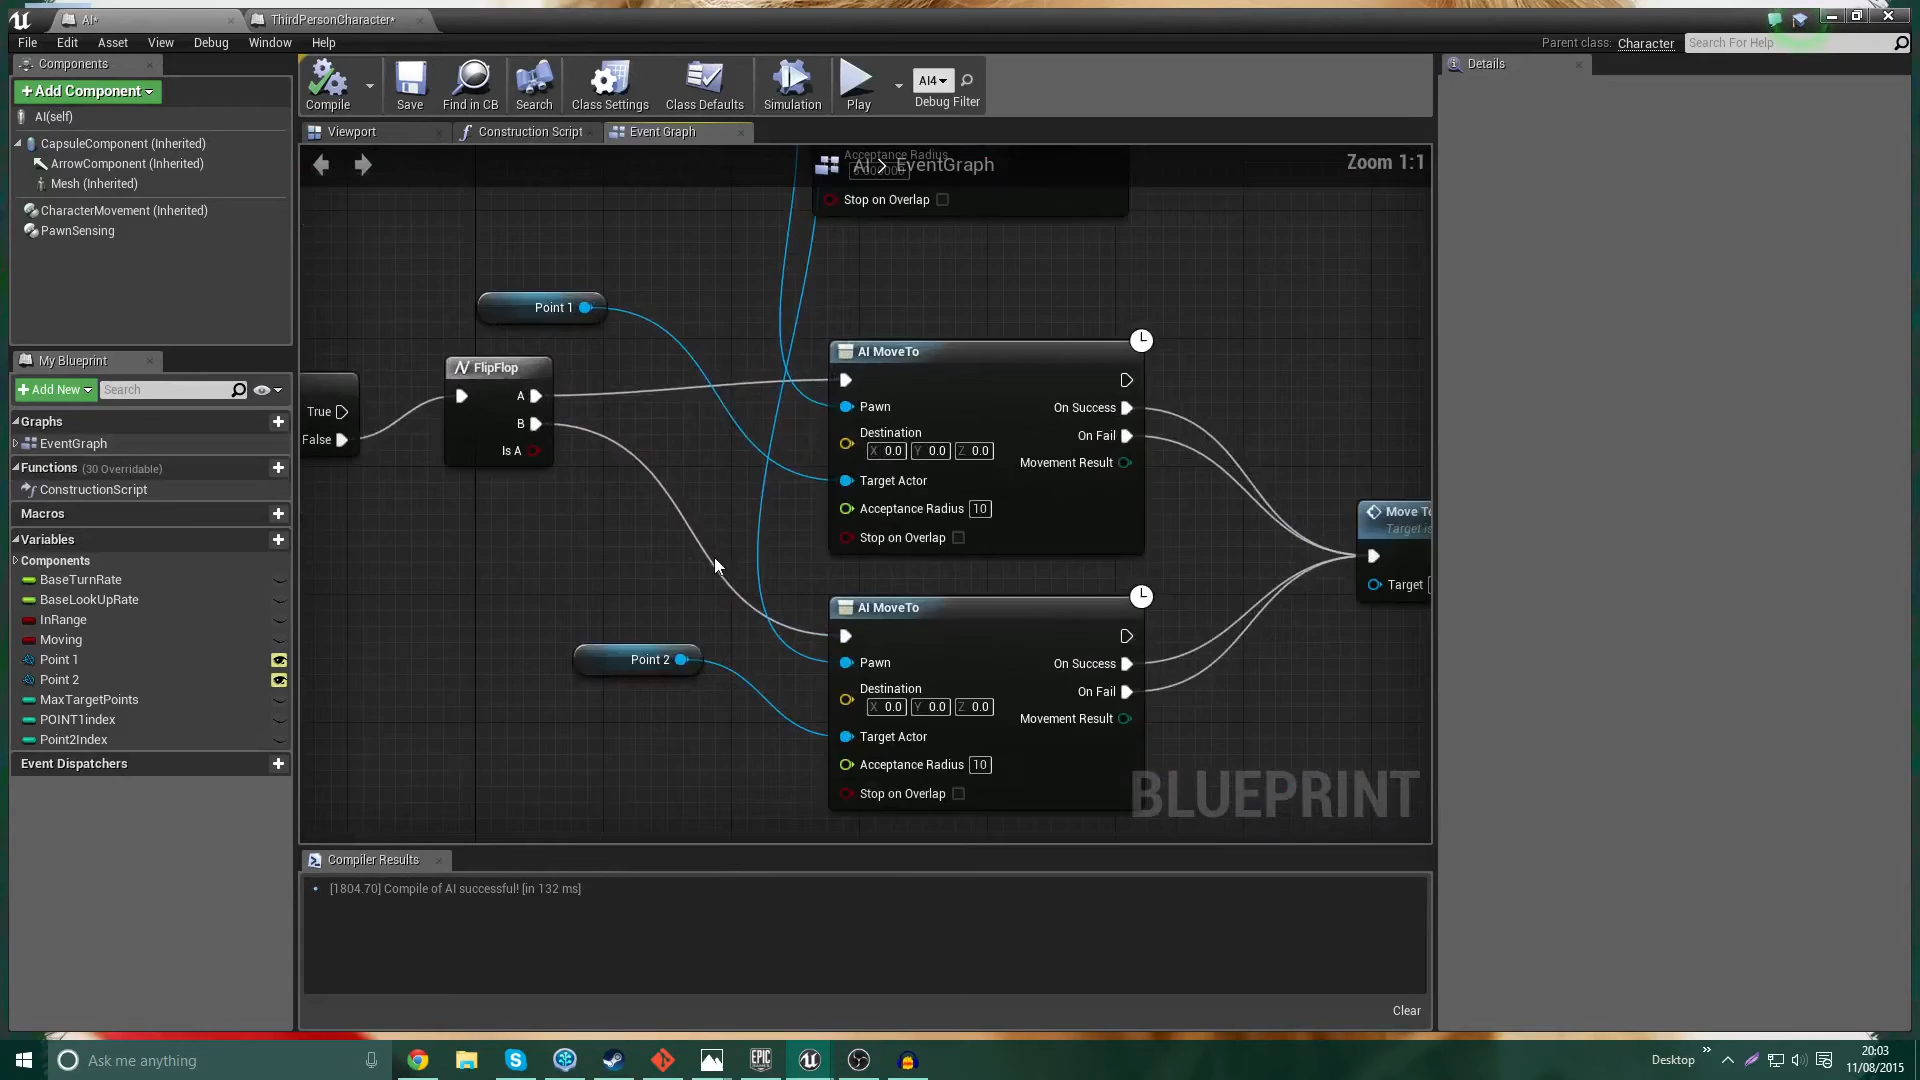 AI*
ThirdPersonCharacter*
File Edit Asset View Debug Window Help
Parent class: Character
Search For Help
Components
+Add Component
AI(self)
CapsuleComponent (Inherited)
ArrowComponent (Inherited)
Mesh (Inherited)
CharacterMovement (Inherited)
PawnSensing
My Blueprint
+Add New
Search
Graphs
EventGraph
Functions (30 Overridable)
ConstructionScript
Macros
Variables
Components
BaseTurnRate
BaseLookUpRate
InRange
Moving
Point 1
Point 2
MaxTargetPoints
POINT1index
Point2Index
Event Dispatchers
Compile
Save
Find in CB
Search
Class Settings
Class Defaults
Simulation
Play
AI4
Debug Filter
Viewport
Construction Script
Event Graph
AI > EventGraph
Zoom 1:1
Acceptance Radius
Stop on Overlap
Point 1
True
False
FlipFlop
A
B
Is A
AI MoveTo
Pawn
Destination
X 0.0 Y 0.0 Z 0.0
Target Actor
Acceptance Radius 10
Stop on Overlap
On Success
On Fail
Movement Result
Point 2
AI MoveTo
Pawn
Destination
X 0.0 Y 0.0 Z 0.0
Target Actor
Acceptance Radius 10
Stop on Overlap
On Success
On Fail
Movement Result
Move To
Target is
Target
BLUEPRINT
Compiler Results
[1804.70] Compile of AI successful! [in 132 ms]
Clear
Details
Ask me anything
EPIC
GAMES
Desktop
20:03
11/08/2015